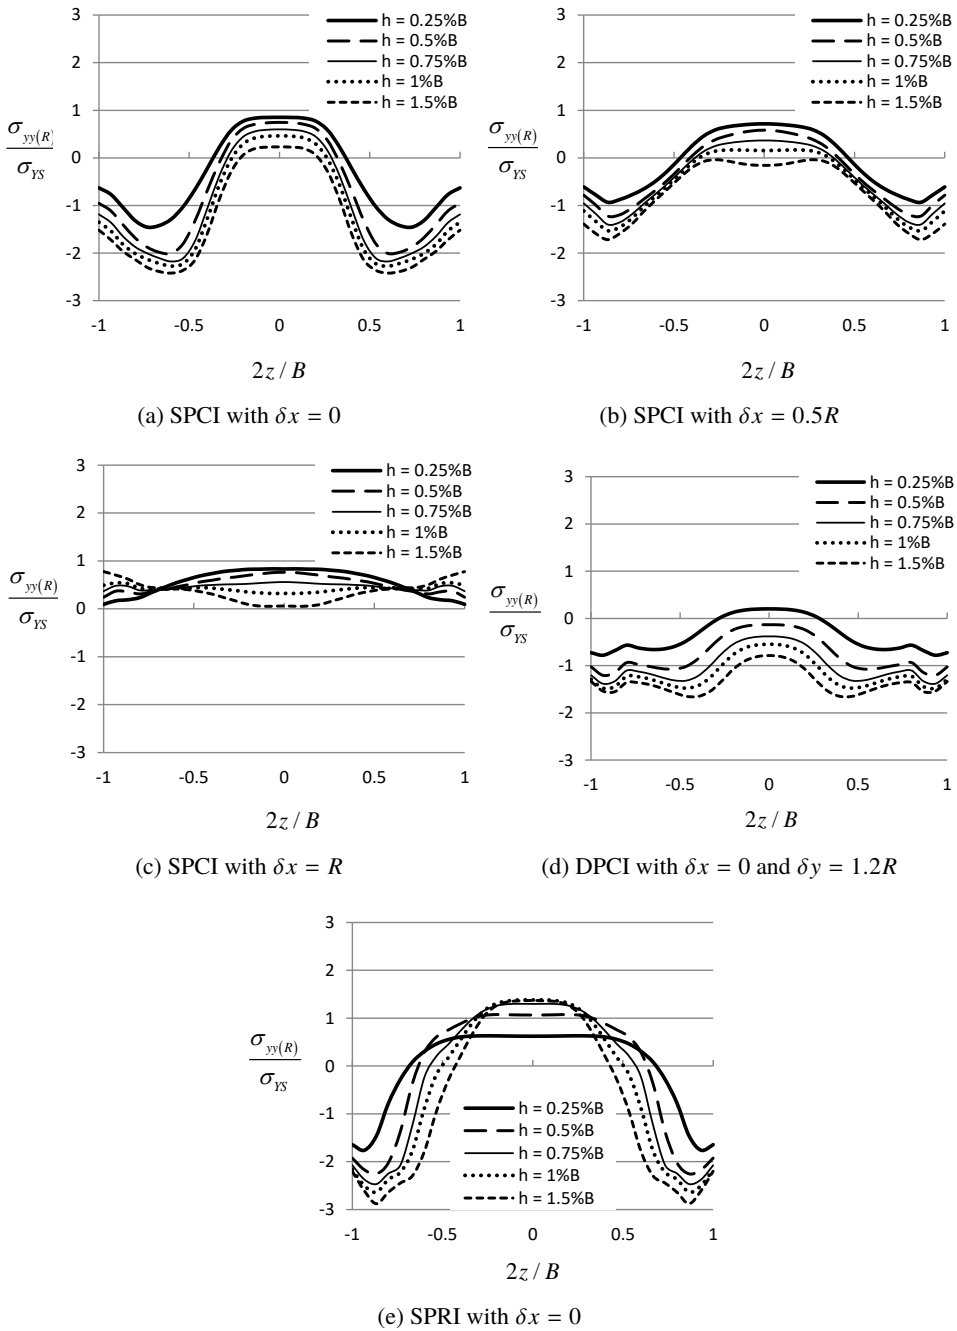 3
2
1
0
-1
-2
-3
-1
-0.5
0
0.5
1
h = 0.25%B
h = 0.5%B
h = 0.75%B
h = 1%B
h = 1.5%B
σyy(R)
σYS
2z / B
(a) SPCI with δx = 0
3
2
1
0
-1
-2
-3
-1
-0.5
0
0.5
1
h = 0.25%B
h = 0.5%B
h = 0.75%B
h = 1%B
h = 1.5%B
σyy(R)
σYS
2z / B
(b) SPCI with δx = 0.5R
3
2
1
0
-1
-2
-3
-1
-0.5
0
0.5
1
h = 0.25%B
h = 0.5%B
h = 0.75%B
h = 1%B
h = 1.5%B
σyy(R)
σYS
2z / B
(c) SPCI with δx = R
3
2
1
0
-1
-2
-3
-1
-0.5
0
0.5
1
h = 0.25%B
h = 0.5%B
h = 0.75%B
h = 1%B
h = 1.5%B
σyy(R)
σYS
2z / B
(d) DPCI with δx = 0 and δy = 1.2R
3
2
1
0
-1
-2
-3
-1
-0.5
0
0.5
1
h = 0.25%B
h = 0.5%B
h = 0.75%B
h = 1%B
h = 1.5%B
σyy(R)
σYS
2z / B
(e) SPRI with δx = 0